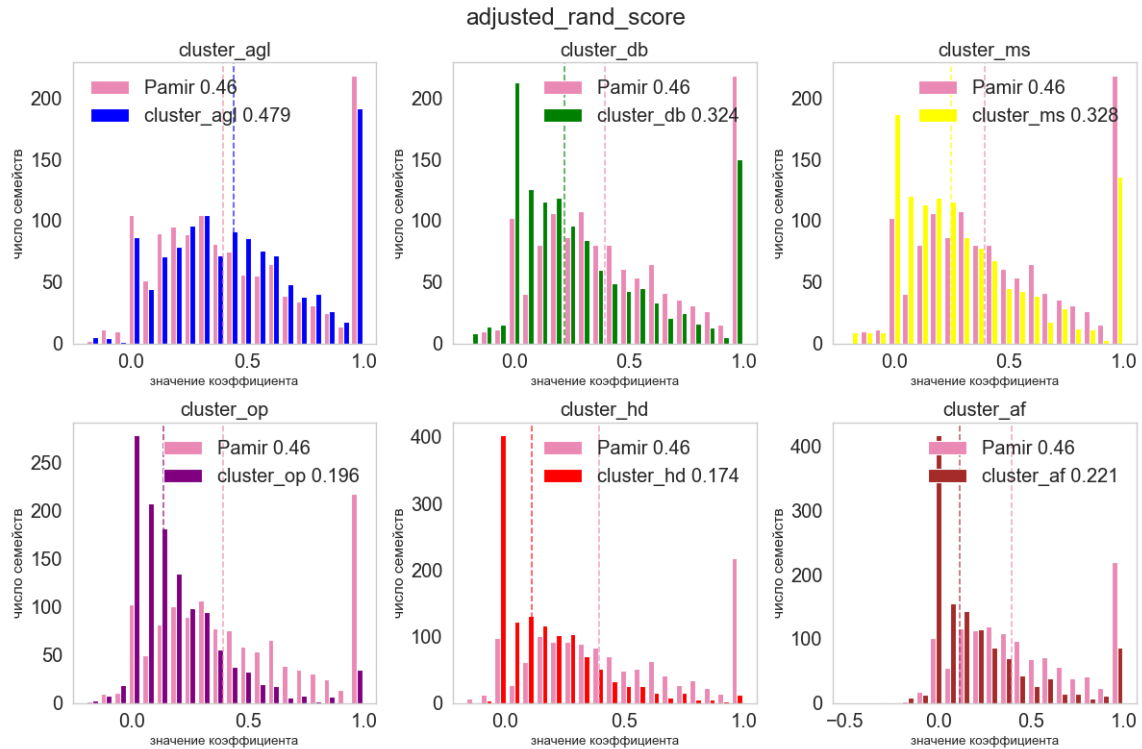 adjusted_rand_score
cluster_agl
число семейств
200
150
100
50
0
Pamir 0.46
cluster_agl 0.479
0.0
0.5
1.0
значение коэффициента
cluster_db
число семейств
200
150
100
50
0
Pamir 0.46
cluster_db 0.324
0.0
0.5
1.0
значение коэффициента
cluster_ms
число семейств
200
150
100
50
0
Pamir 0.46
cluster_ms 0.328
0.0
0.5
1.0
значение коэффициента
cluster_op
число семейств
250
200
150
100
50
0
Pamir 0.46
cluster_op 0.196
0.0
0.5
1.0
значение коэффициента
cluster_hd
число семейств
400
300
200
100
0
Pamir 0.46
cluster_hd 0.174
0.0
0.5
1.0
значение коэффициента
cluster_af
число семейств
400
300
200
100
0
Pamir 0.46
cluster_af 0.221
−0.5
0.0
0.5
1.0
значение коэффициента